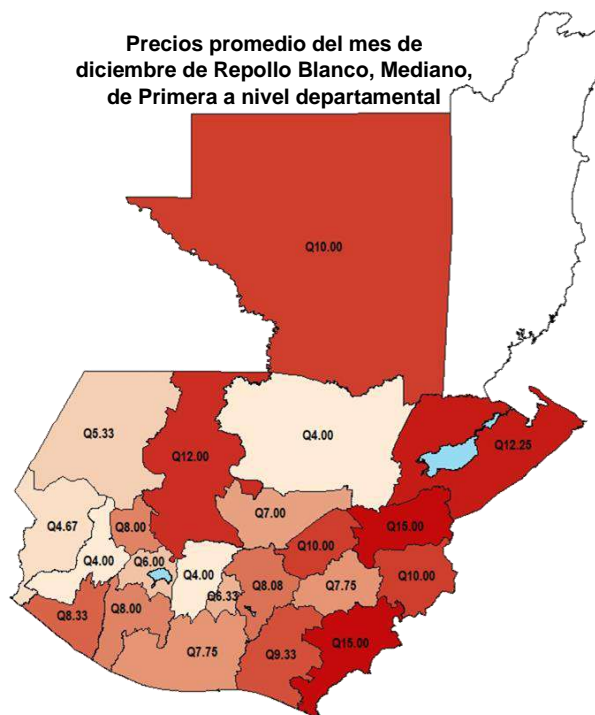 Precios promedio del mes de
diciembre de Repollo Blanco, Mediano,
de Primera a nivel departamental
Q10.00
Q5.33
Q4.00
Q12.25
Q12.00
Q4.67
Q8.00
Q7.00
Q15.00
Q4.00
Q6.00
Q4.00
Q10.00
Q6.33
Q8.08
Q7.75
Q10.00
Q8.33
Q8.00
Q7.75
Q9.33
Q15.00